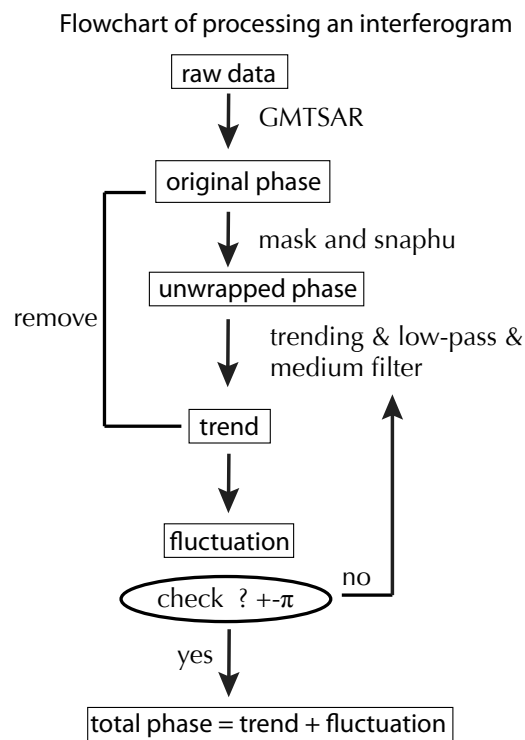 Flowchart of processing an interferogram
raw data
GMTSAR
original phase
mask and snaphu
unwrapped phase
remove
trending & low-pass &
medium filter
trend
fluctuation
no
check ? +-π
yes
total phase = trend + fluctuation